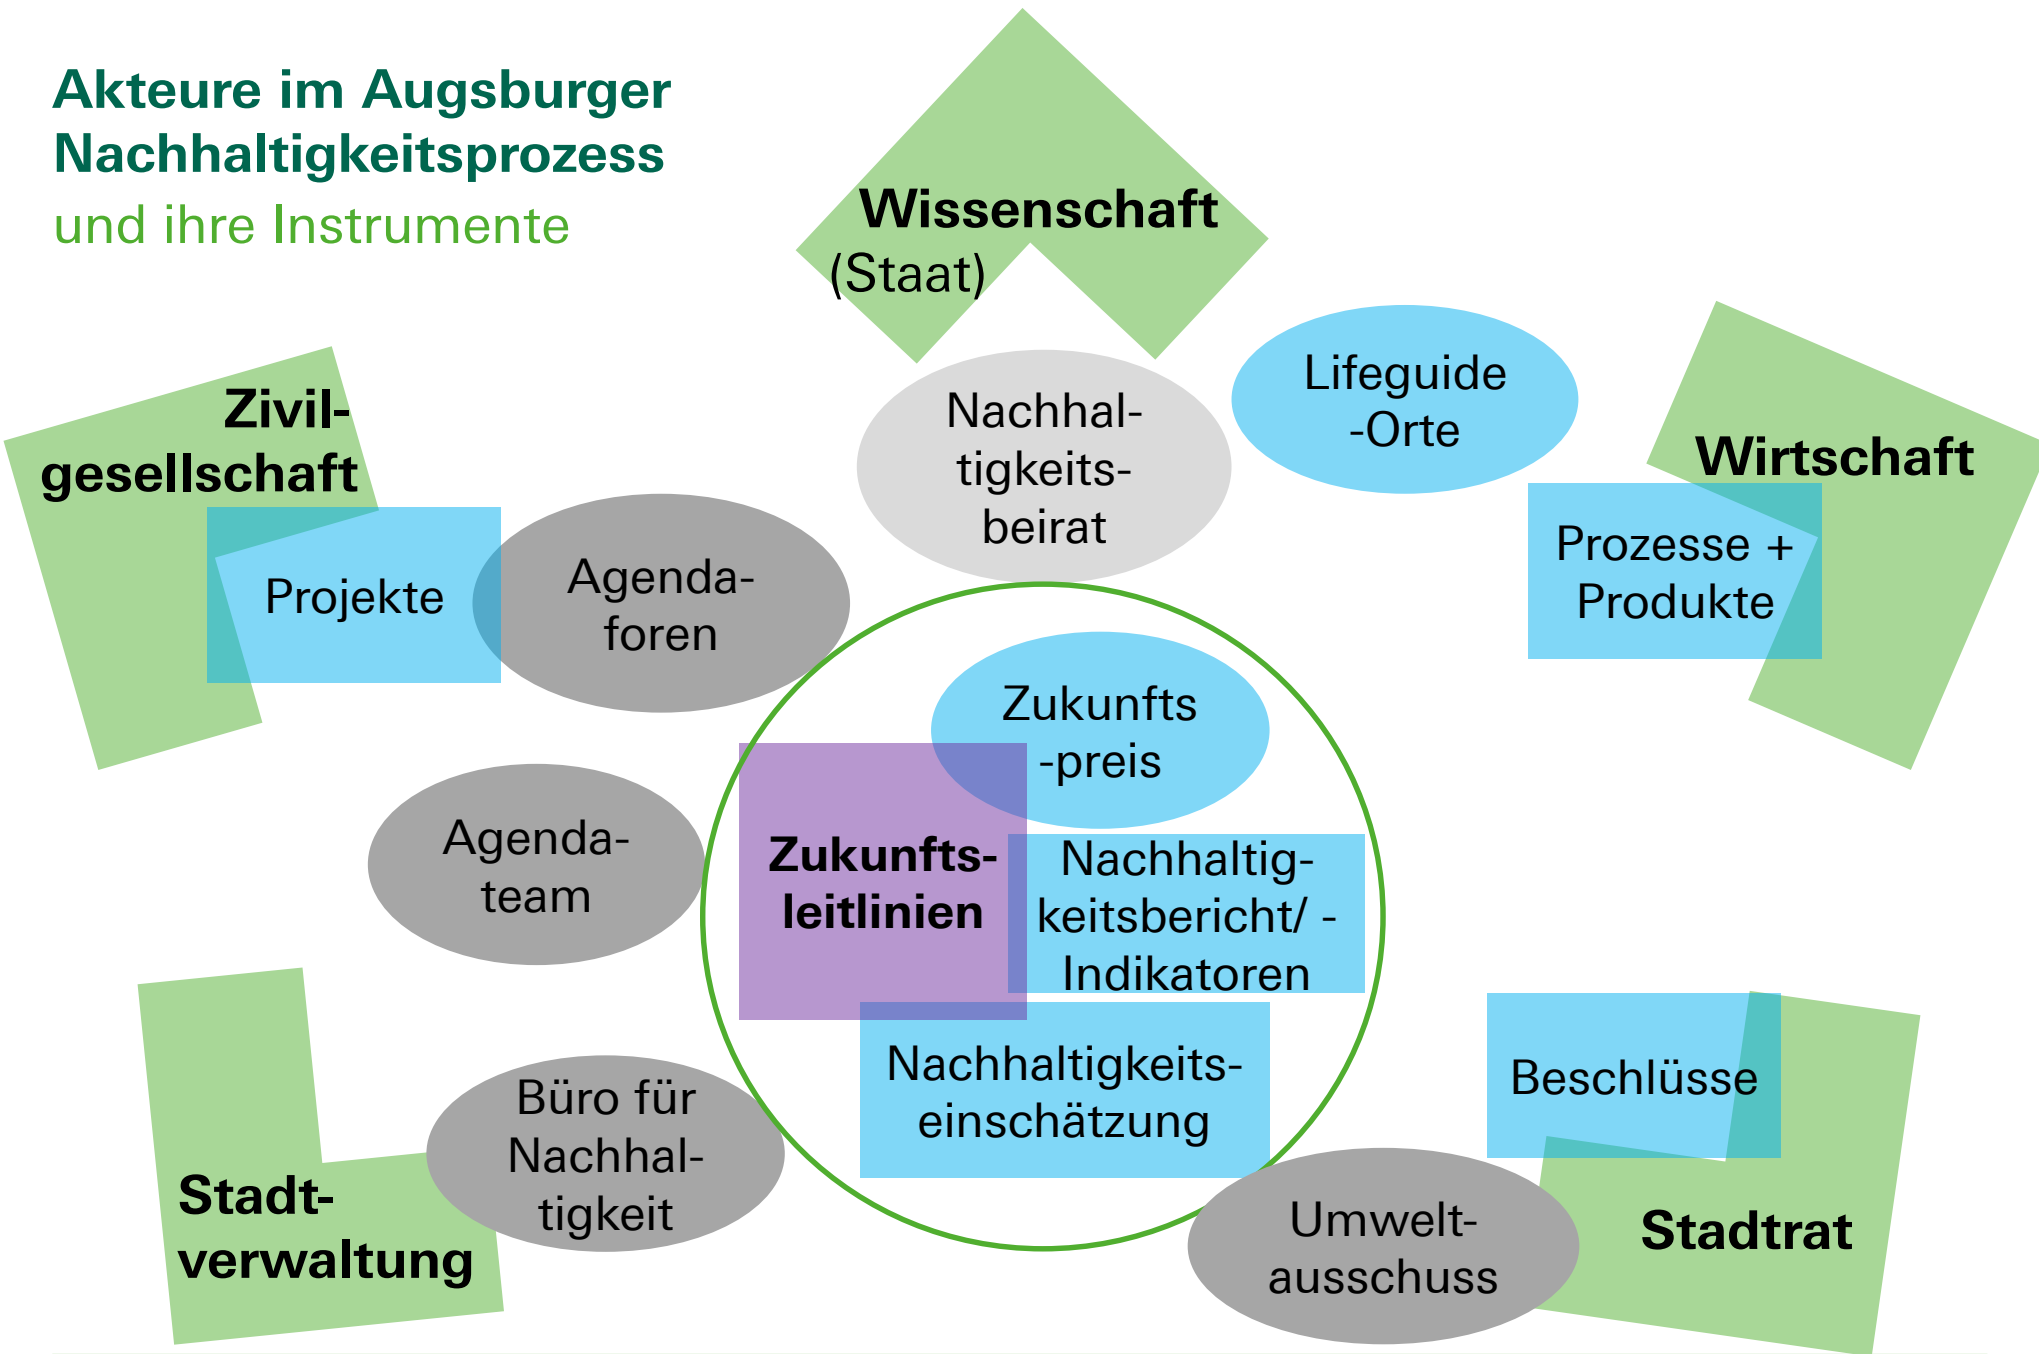 Akteure im Augsburger
Nachhaltigkeitsprozess
und ihre Instrumente
Wissenschaft
(Staat)
Zivil-
gesellschaft
Projekte
Agenda-
foren
Nachhal-
tigkeits-
beirat
Lifeguide
-Orte
Wirtschaft
Prozesse +
Produkte
Zukunfts
-preis
Agenda-
team
Zukunfts-
leitlinien
Nachhaltig-
keitsbericht/ -
Indikatoren
Nachhaltigkeits-
einschätzung
Beschlüsse
Stadt-
verwaltung
Büro für
Nachhal-
tigkeit
Umwelt-
ausschuss
Stadtrat